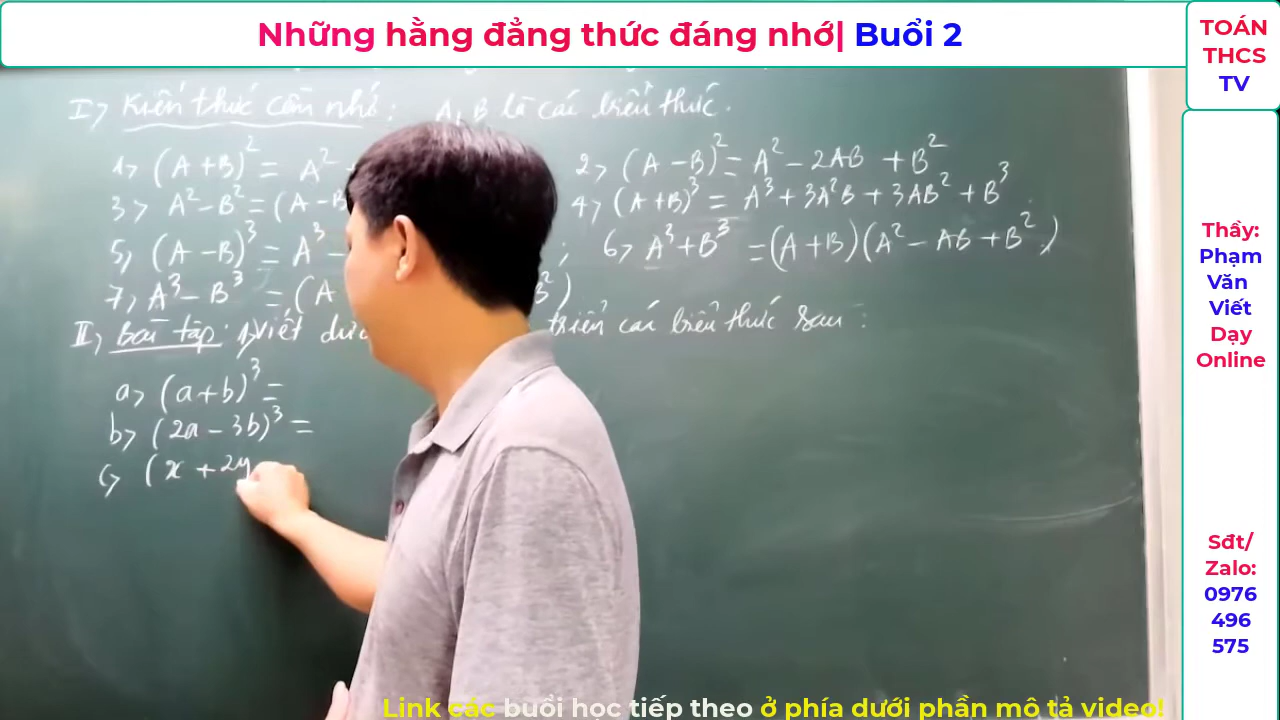 Những hằng đẳng thức đáng nhớ| Buổi 2
TOÁN
THCS
TV
I, Kiến thức cần nhớ: A, B là các biểu thức.
1, (A + B)² = A²
2, (A - B)² = A² - 2AB + B²
3, A² - B² = (A - B
4, (A + B)³ = A³ + 3A²B + 3AB² + B³
5, (A - B)³ = A³ - ;
6, A³ + B³ = (A + B)(A² - AB + B²)
7, A³ - B³ = (A B²)
II, Bài tập: 1, Viết dưới triển các biểu thức sau:
a, (a + b)³ =
b, (2a - 3b)³ =
c, (x + 2y
Thầy:
Phạm
Văn
Viết
Dạy
Online
Sđt/
Zalo:
0976
496
575
Link các buổi học tiếp theo ở phía dưới phần mô tả video!